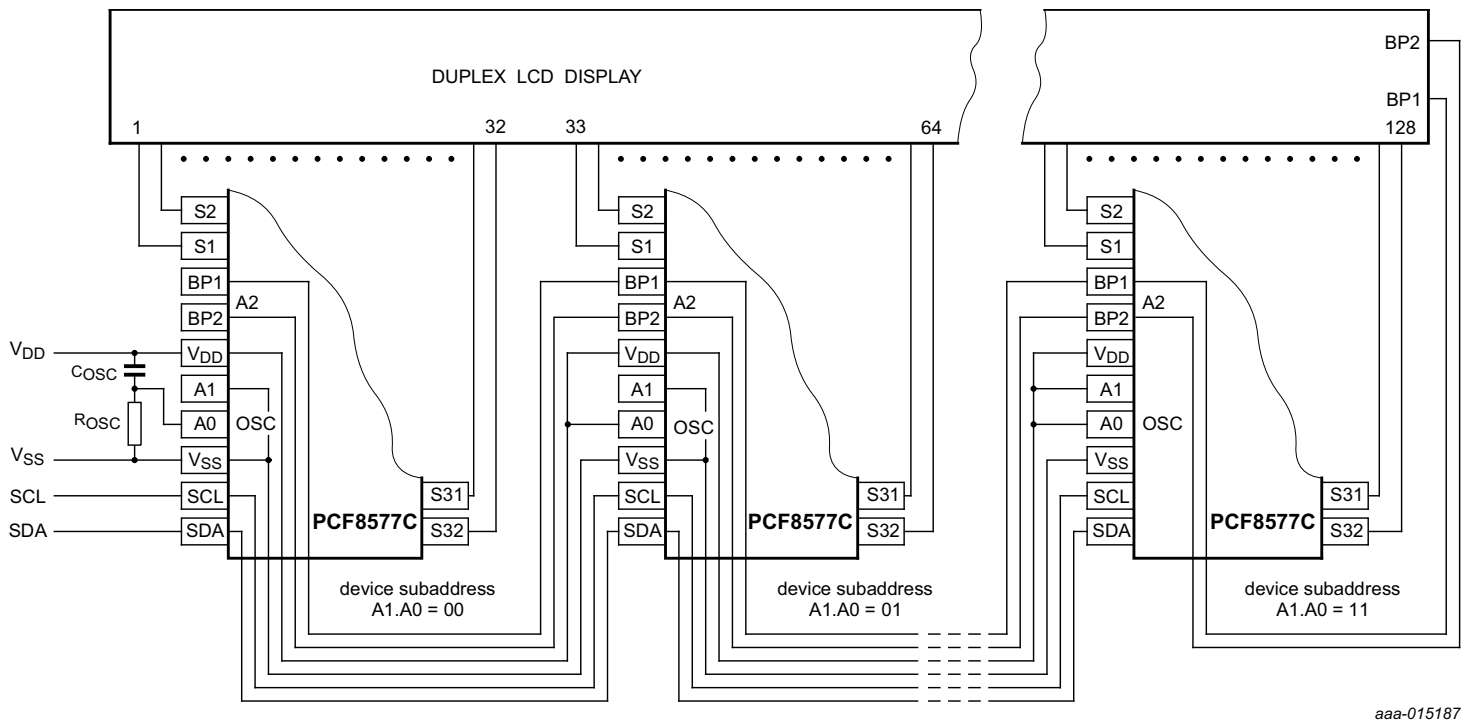 BP2
DUPLEX LCD DISPLAY
BP1
1 32 33 64 128
S2 S2 S2
S1 S1 S1
BP1 BP1 BP1
A2 A2 A2
BP2 BP2 BP2
VDD VDD VDD VDD
COSC
A1 A1 A1
ROSC A0 OSC A0 OSC A0 OSC
VSS VSS VSS VSS
SCL SCL S31 SCL S31 SCL S31
SDA SDA PCF8577C S32 SDA PCF8577C S32 SDA PCF8577C S32
device subaddress device subaddress device subaddress
A1.A0 = 00 A1.A0 = 01 A1.A0 = 11
aaa-015187